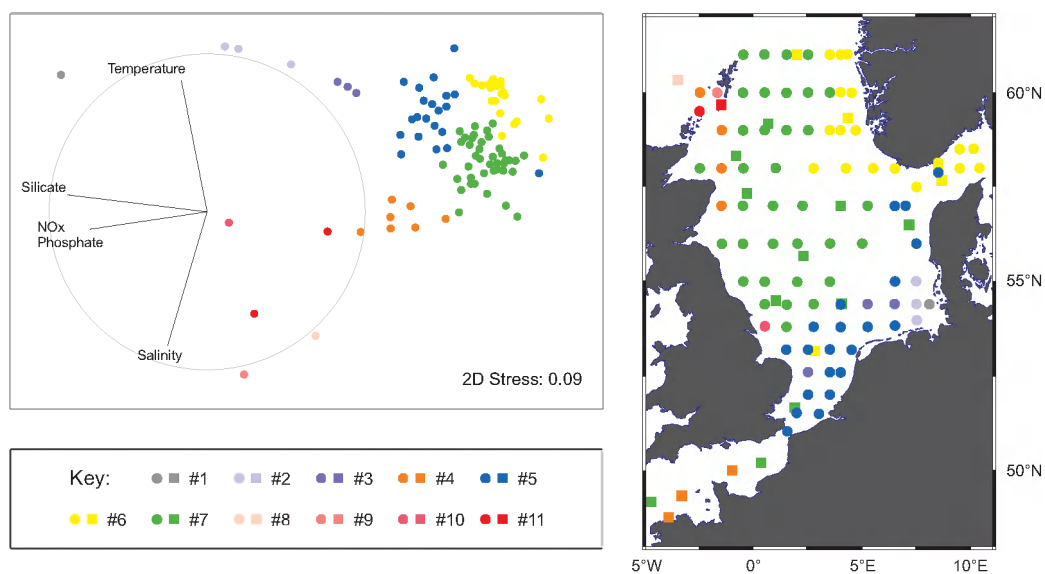 Temperature
Silicate
NOx
Phosphate
Salinity
2D Stress: 0.09
Key: #1 #2 #3 #4 #5
#6 #7 #8 #9 #10 #11
60°N
55°N
50°N
5°W 0° 5°E 10°E